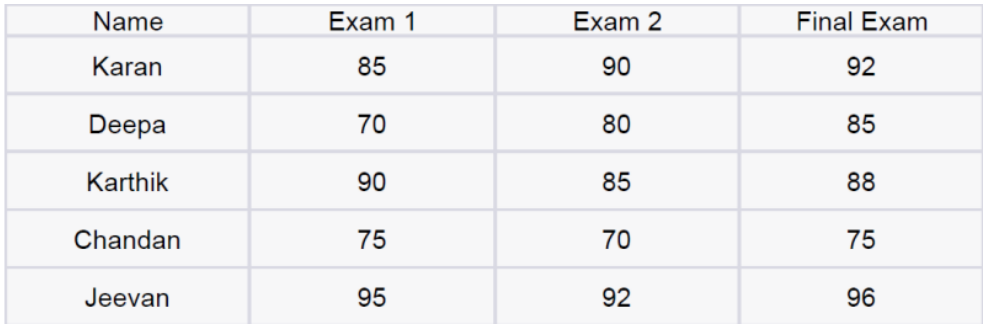 Name Exam 1 Exam 2 Final Exam
Karan 85 90 92
Deepa 70 80 85
Karthik 90 85 88
Chandan 75 70 75
Jeevan 95 92 96